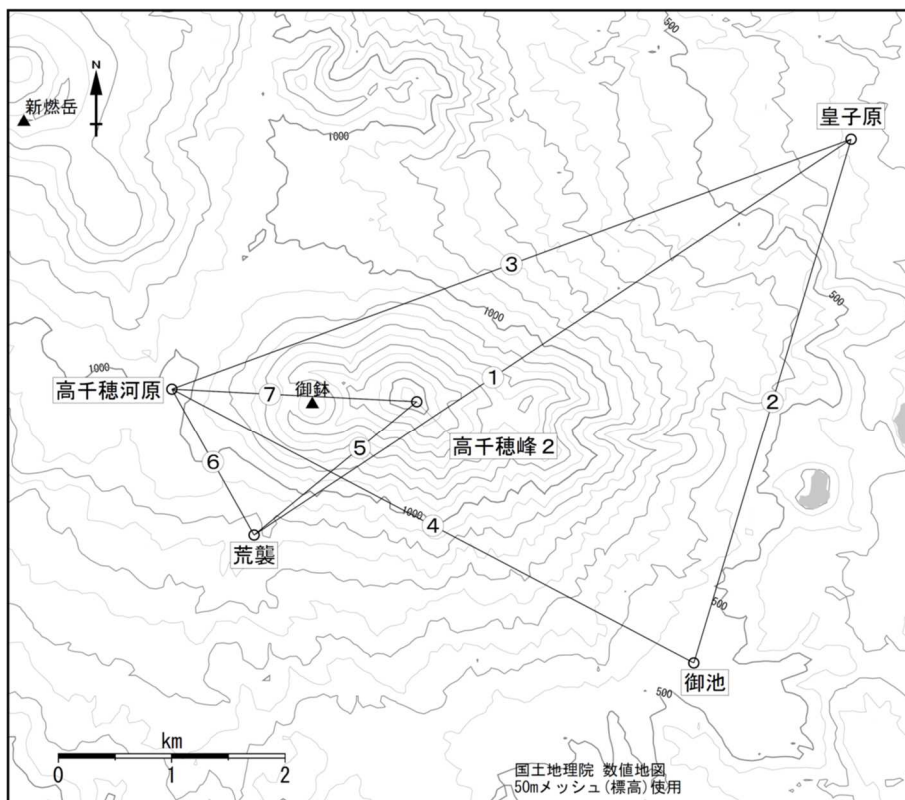 500
N
新燃岳
皇子原
1000
③
500
1000
1000
高千穂河原
⑦
御鉢
①
②
⑤
高千穂峰2
⑥
1000
④
荒襲
500
御池
500
km
0 1 2
国土地理院 数値地図
50mメッシュ(標高)使用